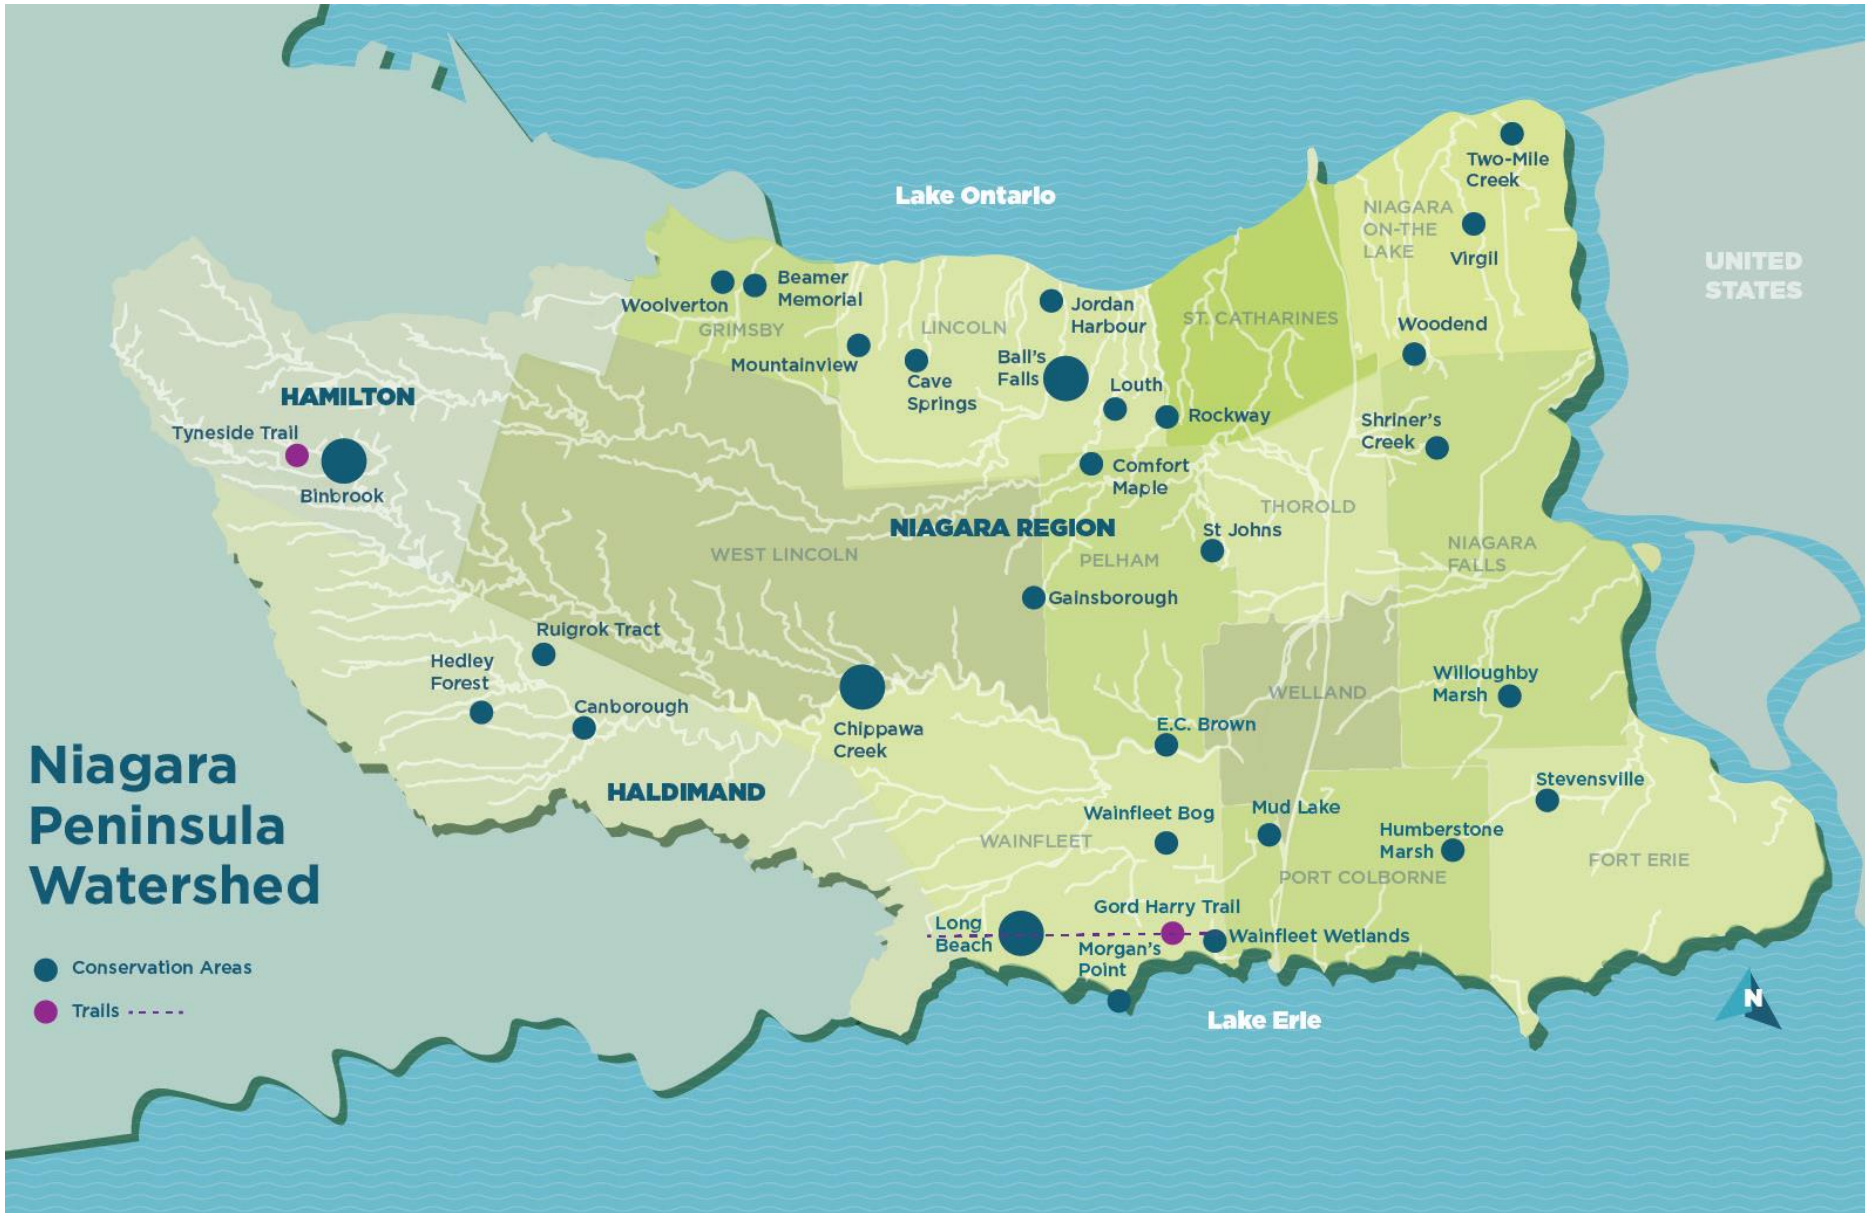 Lake Ontario
Two-Mile
Creek
NIAGARA
ON-THE
LAKE
Virgil
UNITED
STATES
Beamer
Memorial
Woolverton
GRIMSBY
Mountainview
LINCOLN
Jordan
Harbour
ST. CATHARINES
Woodend
Ball's
Falls
Cave
Springs
Louth
Rockway
Shriner's
Creek
HAMILTON
Tyneside Trail
Binbrook
Comfort
Maple
THOROLD
NIAGARA REGION
St Johns
WEST LINCOLN
PELHAM
NIAGARA
FALLS
Gainsborough
Ruigrok Tract
Hedley
Forest
Canborough
Chippawa
Creek
Willoughby
Marsh
WELLAND
E.C. Brown
HALDIMAND
Stevensville
Wainfleet Bog
Mud Lake
Humberstone
Marsh
WAINFLEET
FORT ERIE
PORT COLBORNE
Gord Harry Trail
Long
Beach
Wainfleet Wetlands
Morgan's
Point
Lake Erie
N
Niagara
Peninsula
Watershed
Conservation Areas
Trails